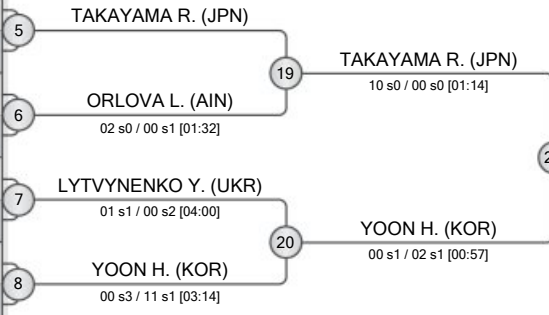 5
TAKAYAMA R. (JPN)
19
TAKAYAMA R. (JPN)
10 s0 / 00 s0 [01:14]
6
ORLOVA L. (AIN)
02 s0 / 00 s1 [01:32]
7
LYTVYNENKO Y. (UKR)
01 s1 / 00 s2 [04:00]
20
YOON H. (KOR)
00 s1 / 02 s1 [00:57]
8
YOON H. (KOR)
00 s3 / 11 s1 [03:14]